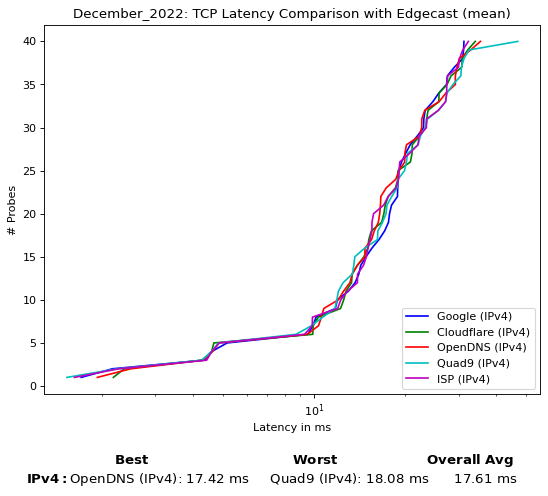 December_2022: TCP Latency Comparison with Edgecast (mean)
40
35
30
25
20
15
10
5
0
# Probes
10¹
Latency in ms
Google (IPv4)
Cloudflare (IPv4)
OpenDNS (IPv4)
Quad9 (IPv4)
ISP (IPv4)
Best Worst Overall Avg
IPv4: OpenDNS (IPv4): 17.42 ms Quad9 (IPv4): 18.08 ms 17.61 ms